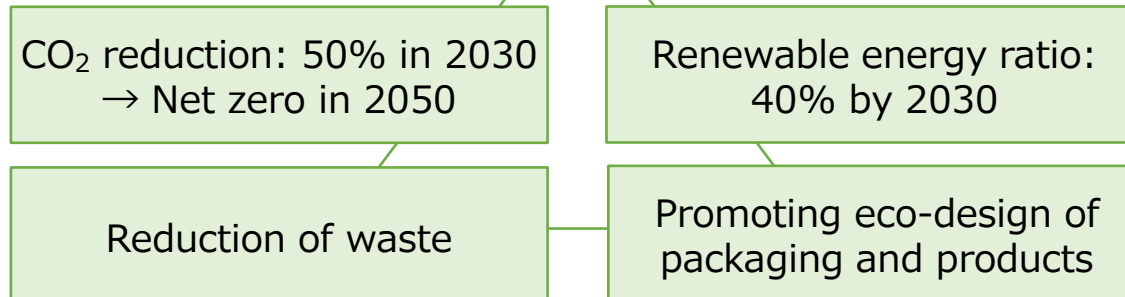 CO₂ reduction: 50% in 2030
→ Net zero in 2050
Renewable energy ratio:
40% by 2030
Reduction of waste
Promoting eco-design of
packaging and products